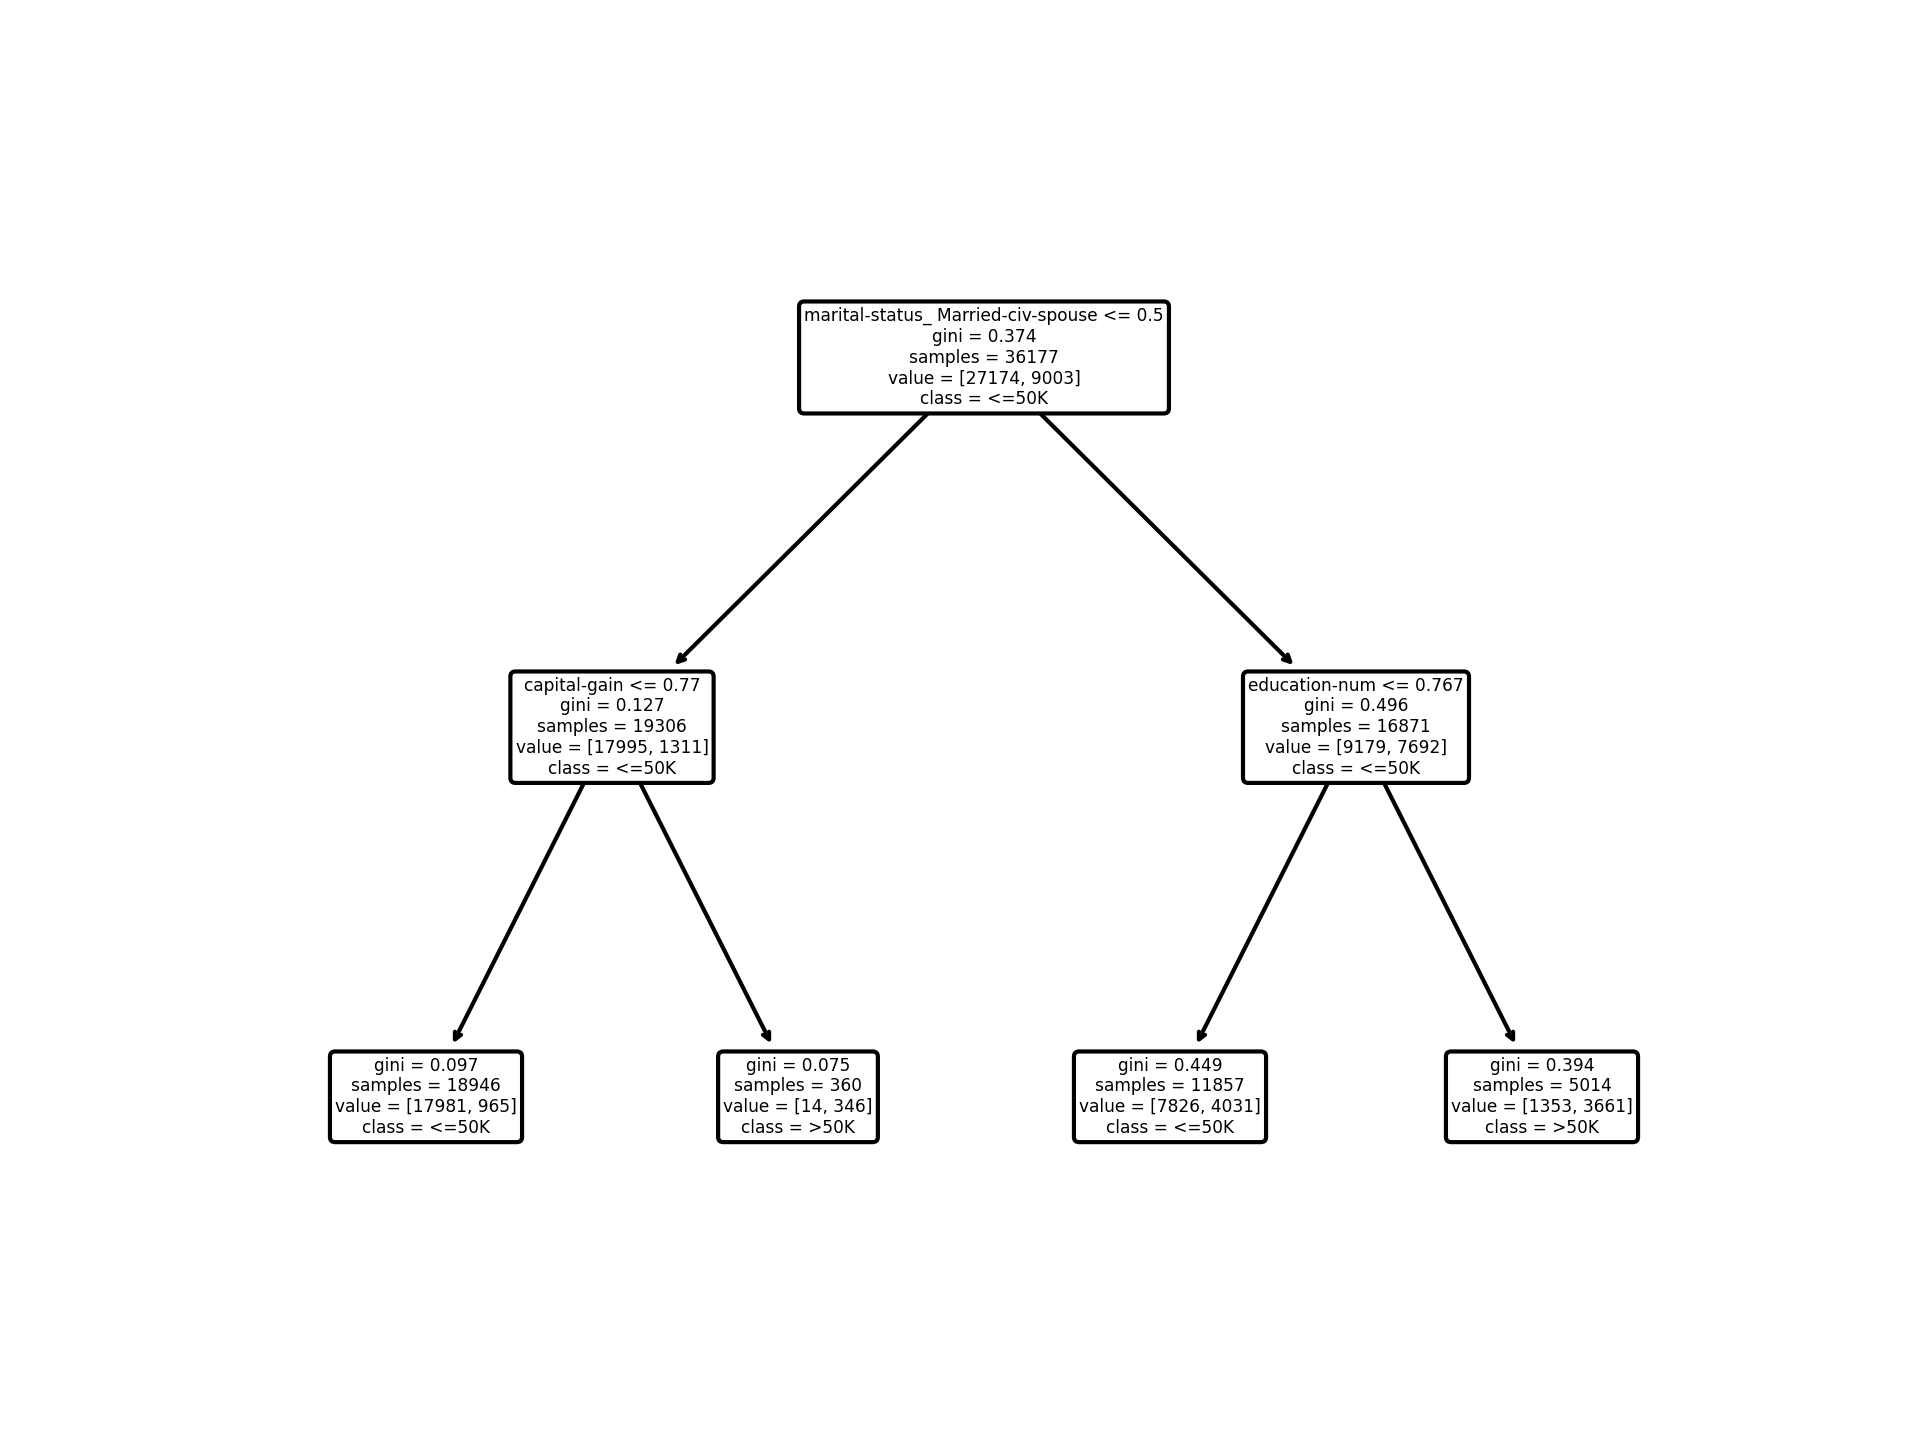 marital-status_ Married-civ-spouse <= 0.5
gini = 0.374
samples = 36177
value = [27174, 9003]
class = <=50K
capital-gain <= 0.77
gini = 0.127
samples = 19306
value = [17995, 1311]
class = <=50K
education-num <= 0.767
gini = 0.496
samples = 16871
value = [9179, 7692]
class = <=50K
gini = 0.097
samples = 18946
value = [17981, 965]
class = <=50K
gini = 0.075
samples = 360
value = [14, 346]
class = >50K
gini = 0.449
samples = 11857
value = [7826, 4031]
class = <=50K
gini = 0.394
samples = 5014
value = [1353, 3661]
class = >50K